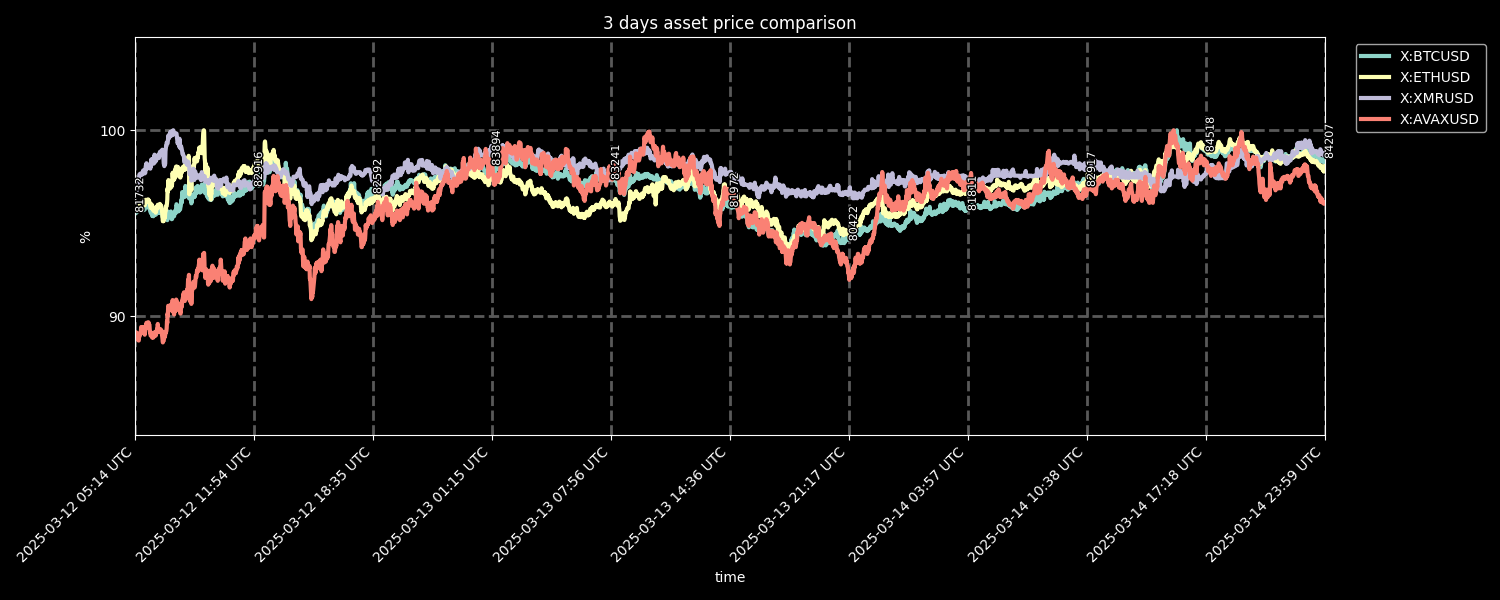 3 days asset price comparison
X:BTCUSD
X:ETHUSD
X:XMRUSD
X:AVAXUSD
100
90
%
81732
82916
82592
83894
83241
81972
80422
81811
82917
84518
84207
2025-03-12 05:14 UTC
2025-03-12 11:54 UTC
2025-03-12 18:35 UTC
2025-03-13 01:15 UTC
2025-03-13 07:56 UTC
2025-03-13 14:36 UTC
2025-03-13 21:17 UTC
2025-03-14 03:57 UTC
2025-03-14 10:38 UTC
2025-03-14 17:18 UTC
2025-03-14 23:59 UTC
time